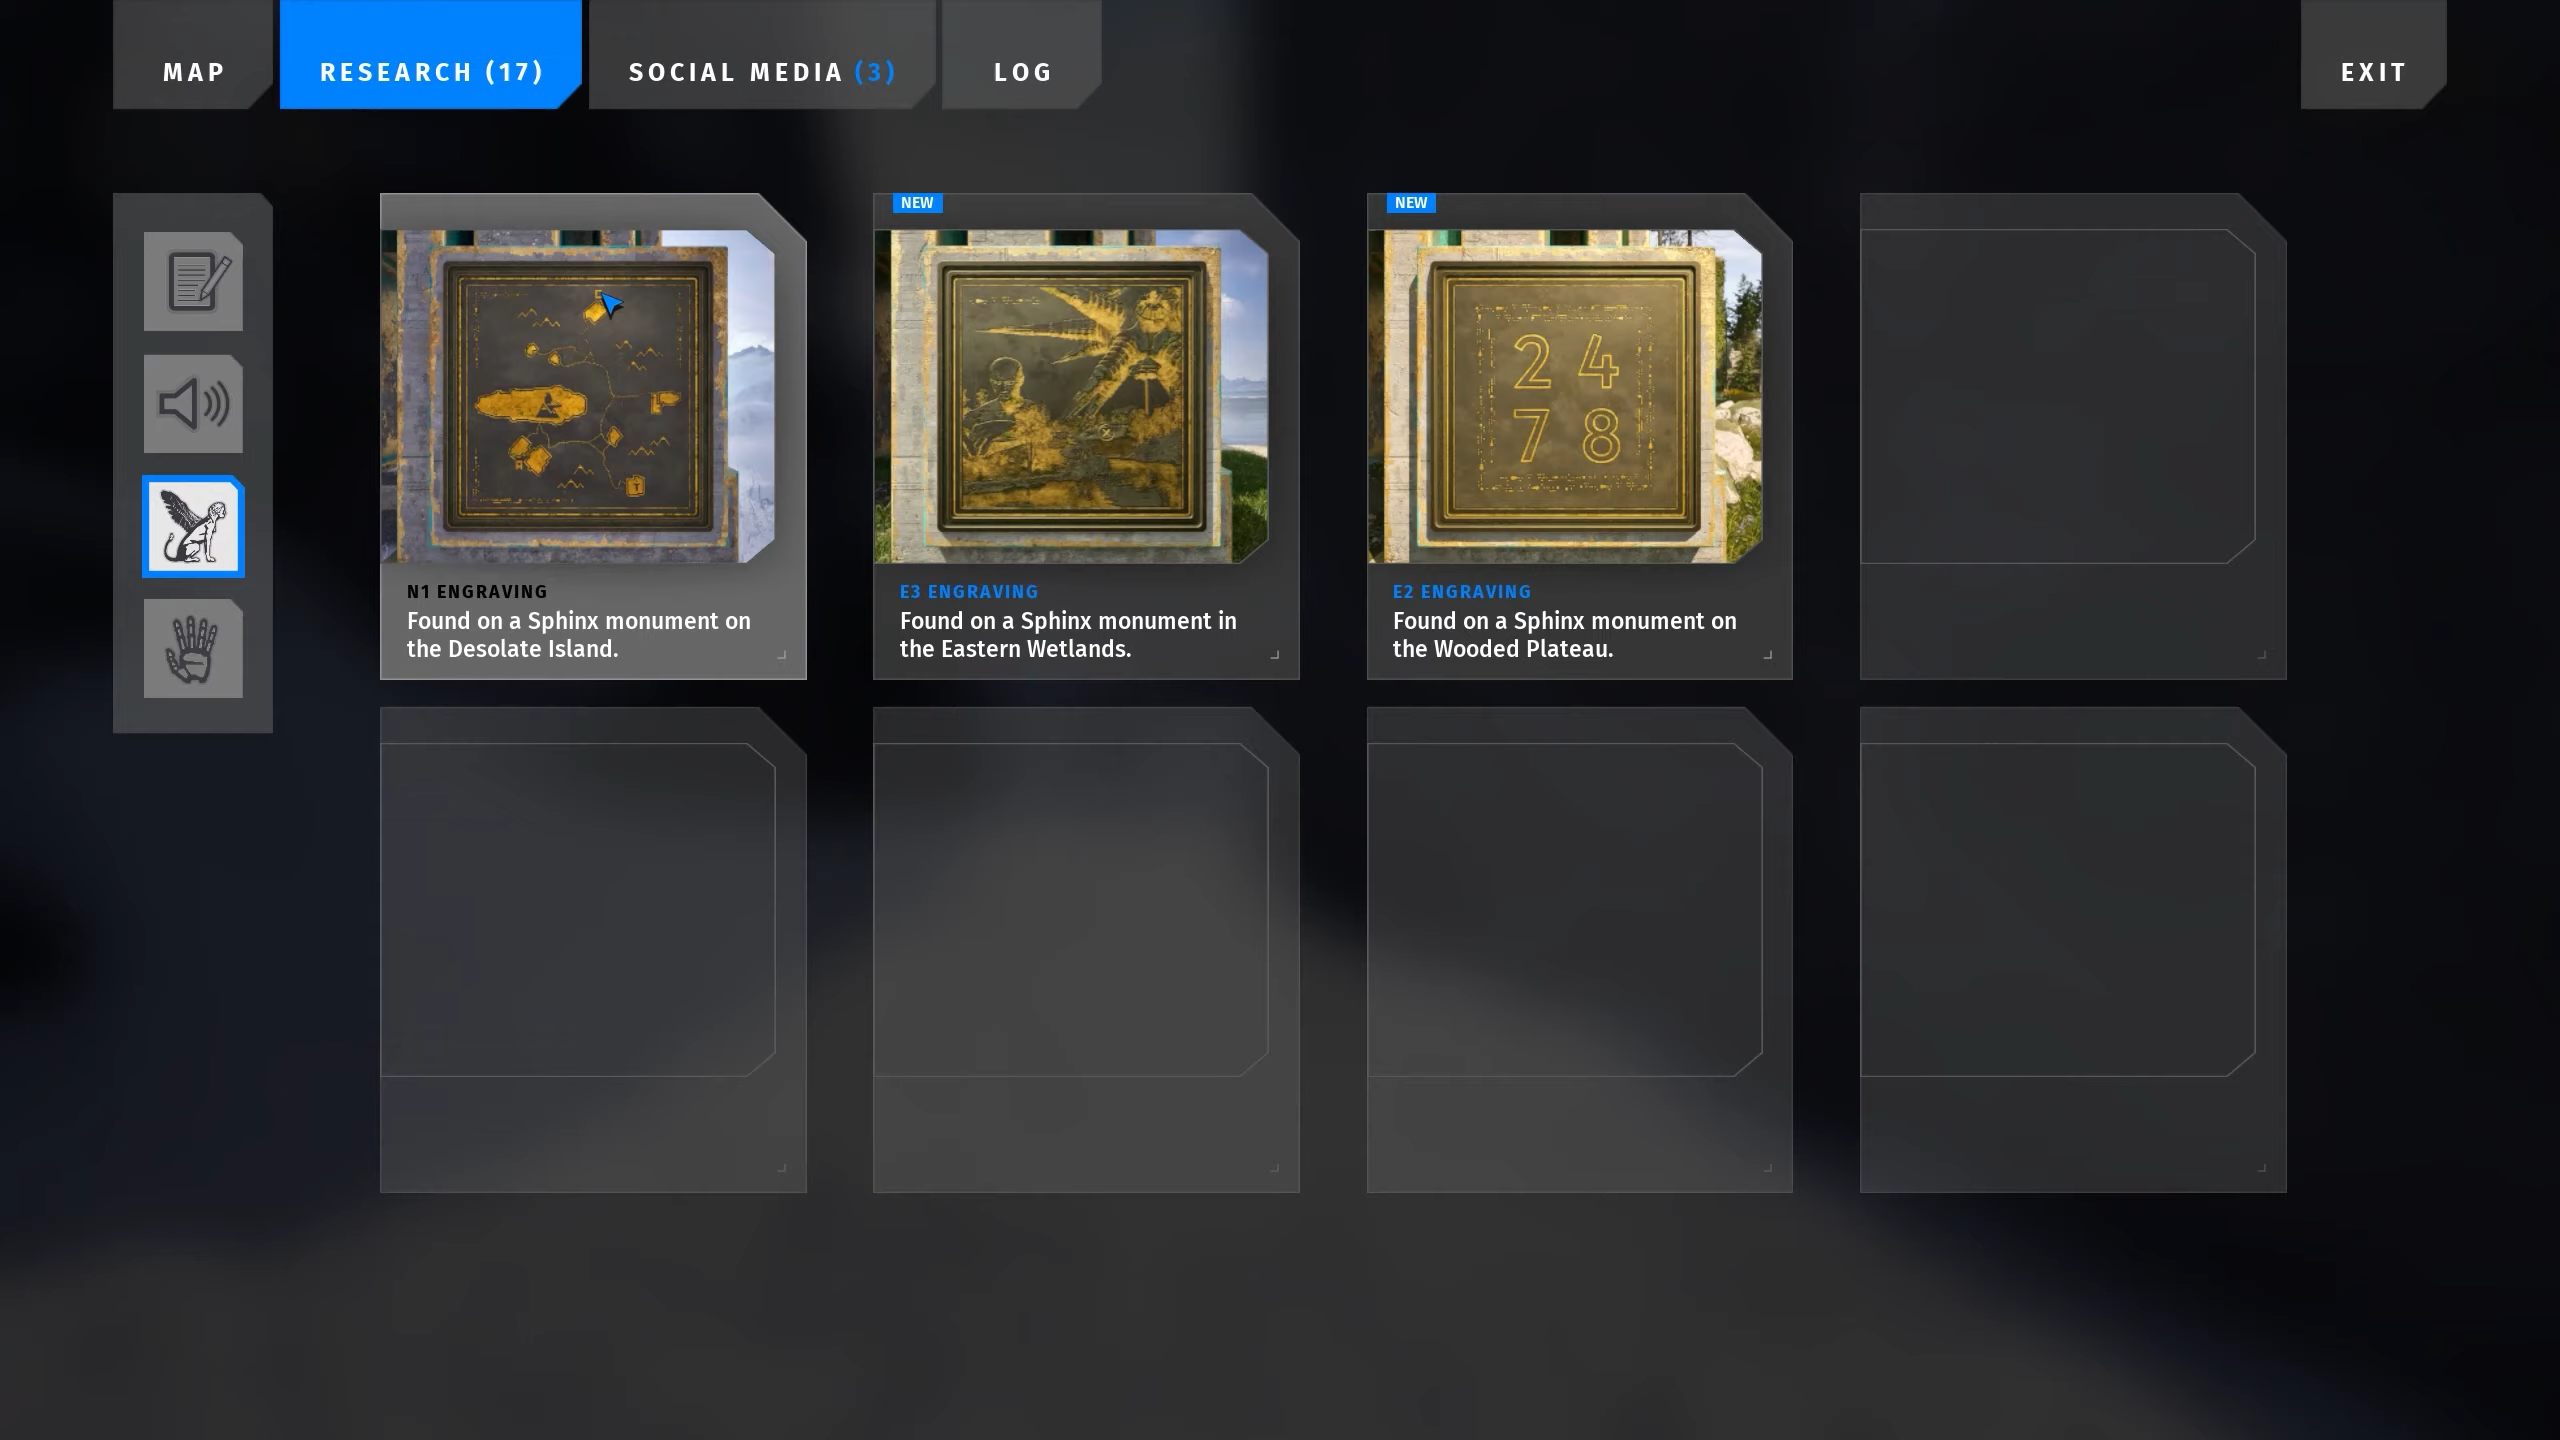 MAP
RESEARCH (17)
SOCIAL MEDIA (3)
LOG
EXIT
NEW
NEW
2 4
7 8
T
N1 ENGRAVING
Found on a Sphinx monument on
the Desolate Island.
E3 ENGRAVING
Found on a Sphinx monument in
the Eastern Wetlands.
E2 ENGRAVING
Found on a Sphinx monument on
the Wooded Plateau.